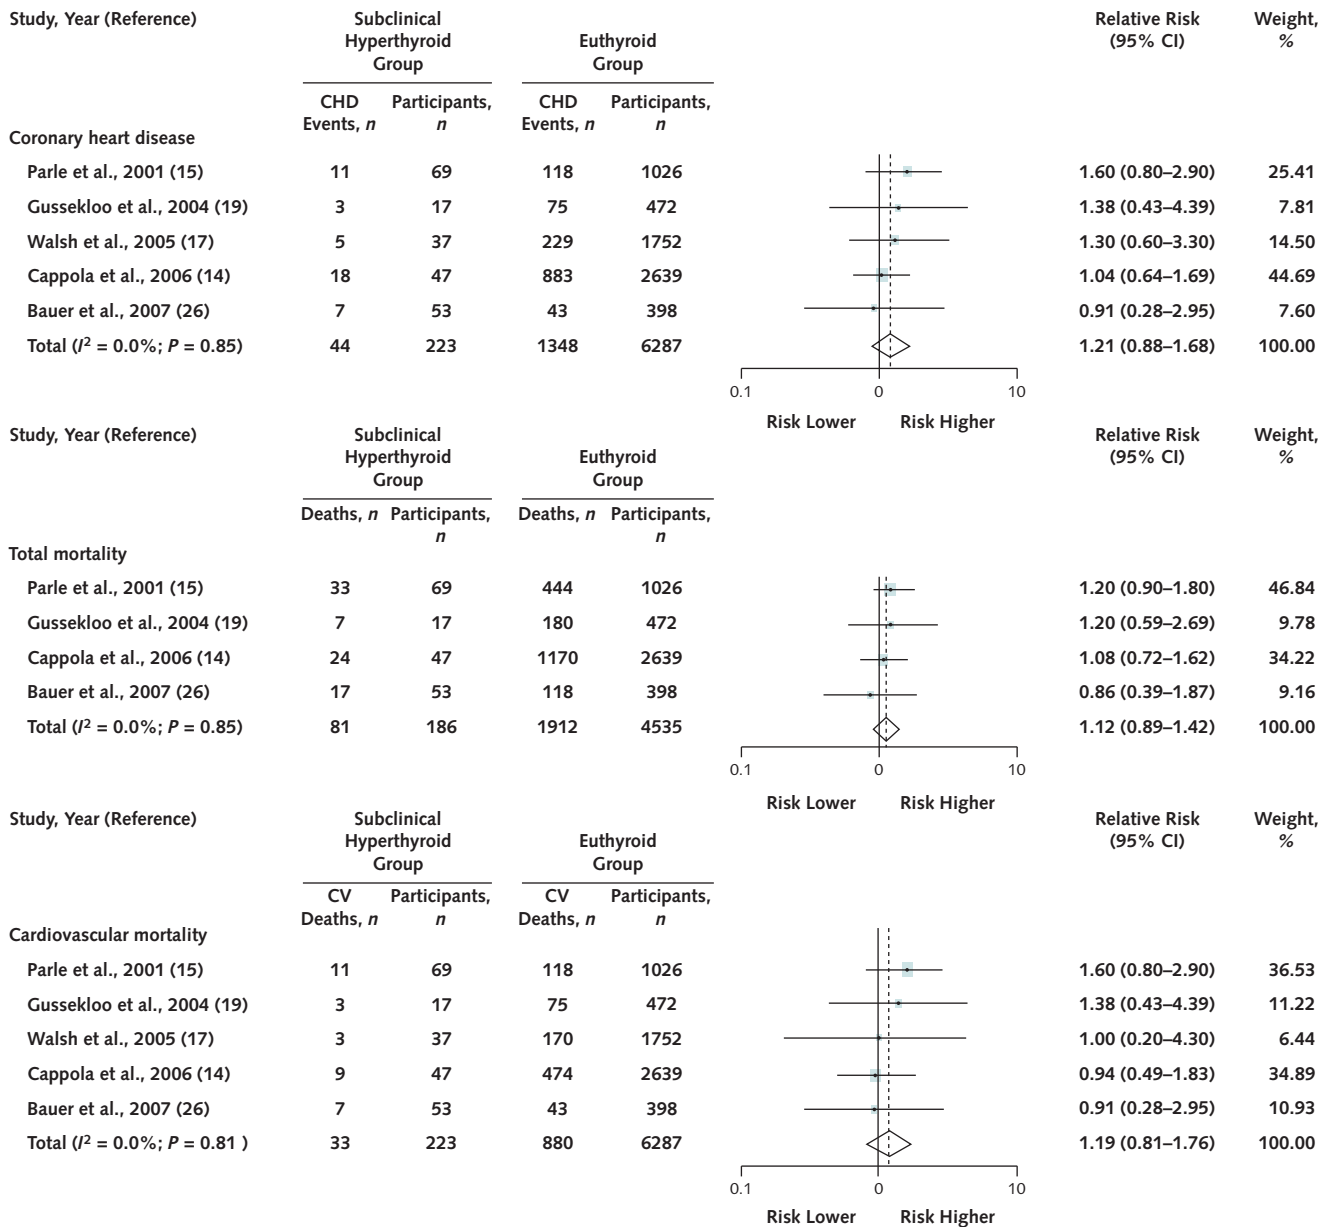 Study, Year (Reference) Subclinical Hyperthyroid Group Euthyroid Group Relative Risk (95% CI) Weight, %
CHD Events, n Participants, n CHD Events, n Participants, n
Coronary heart disease
Parle et al., 2001 (15) 11 69 118 1026 1.60 (0.80–2.90) 25.41
Gussekloo et al., 2004 (19) 3 17 75 472 1.38 (0.43–4.39) 7.81
Walsh et al., 2005 (17) 5 37 229 1752 1.30 (0.60–3.30) 14.50
Cappola et al., 2006 (14) 18 47 883 2639 1.04 (0.64–1.69) 44.69
Bauer et al., 2007 (26) 7 53 43 398 0.91 (0.28–2.95) 7.60
Total (I² = 0.0%; P = 0.85) 44 223 1348 6287 1.21 (0.88–1.68) 100.00
0.1 0 10
Risk Lower Risk Higher
Study, Year (Reference) Subclinical Hyperthyroid Group Euthyroid Group Relative Risk (95% CI) Weight, %
Deaths, n Participants, n Deaths, n Participants, n
Total mortality
Parle et al., 2001 (15) 33 69 444 1026 1.20 (0.90–1.80) 46.84
Gussekloo et al., 2004 (19) 7 17 180 472 1.20 (0.59–2.69) 9.78
Cappola et al., 2006 (14) 24 47 1170 2639 1.08 (0.72–1.62) 34.22
Bauer et al., 2007 (26) 17 53 118 398 0.86 (0.39–1.87) 9.16
Total (I² = 0.0%; P = 0.85) 81 186 1912 4535 1.12 (0.89–1.42) 100.00
0.1 0 10
Risk Lower Risk Higher
Study, Year (Reference) Subclinical Hyperthyroid Group Euthyroid Group Relative Risk (95% CI) Weight, %
CV Deaths, n Participants, n CV Deaths, n Participants, n
Cardiovascular mortality
Parle et al., 2001 (15) 11 69 118 1026 1.60 (0.80–2.90) 36.53
Gussekloo et al., 2004 (19) 3 17 75 472 1.38 (0.43–4.39) 11.22
Walsh et al., 2005 (17) 3 37 170 1752 1.00 (0.20–4.30) 6.44
Cappola et al., 2006 (14) 9 47 474 2639 0.94 (0.49–1.83) 34.89
Bauer et al., 2007 (26) 7 53 43 398 0.91 (0.28–2.95) 10.93
Total (I² = 0.0%; P = 0.81 ) 33 223 880 6287 1.19 (0.81–1.76) 100.00
0.1 0 10
Risk Lower Risk Higher